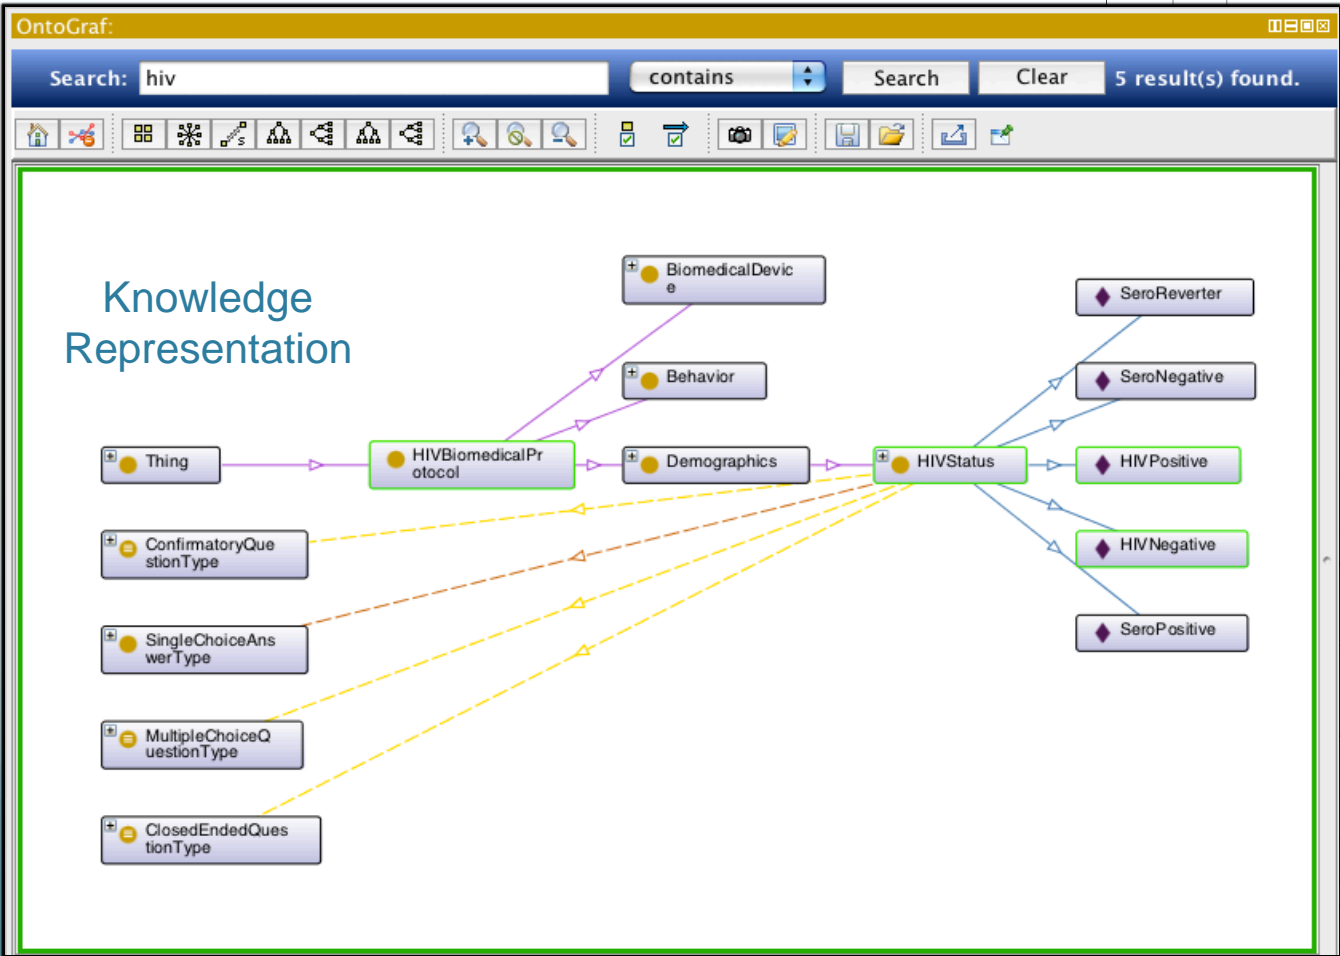 OntoGraf:
Search: hiv contains Search Clear 5 result(s) found.
Knowledge
Representation
BiomedicalDevic
e
SeroReverter
Behavior
SeroNegative
Thing
HIVBiomedicalPr
otocol
Demographics
HIVStatus
HIVPositive
ConfirmatoryQue
stionType
HIVNegative
SingleChoiceAns
werType
SeroPositive
MultipleChoiceQ
uestionType
ClosedEndedQues
tionType